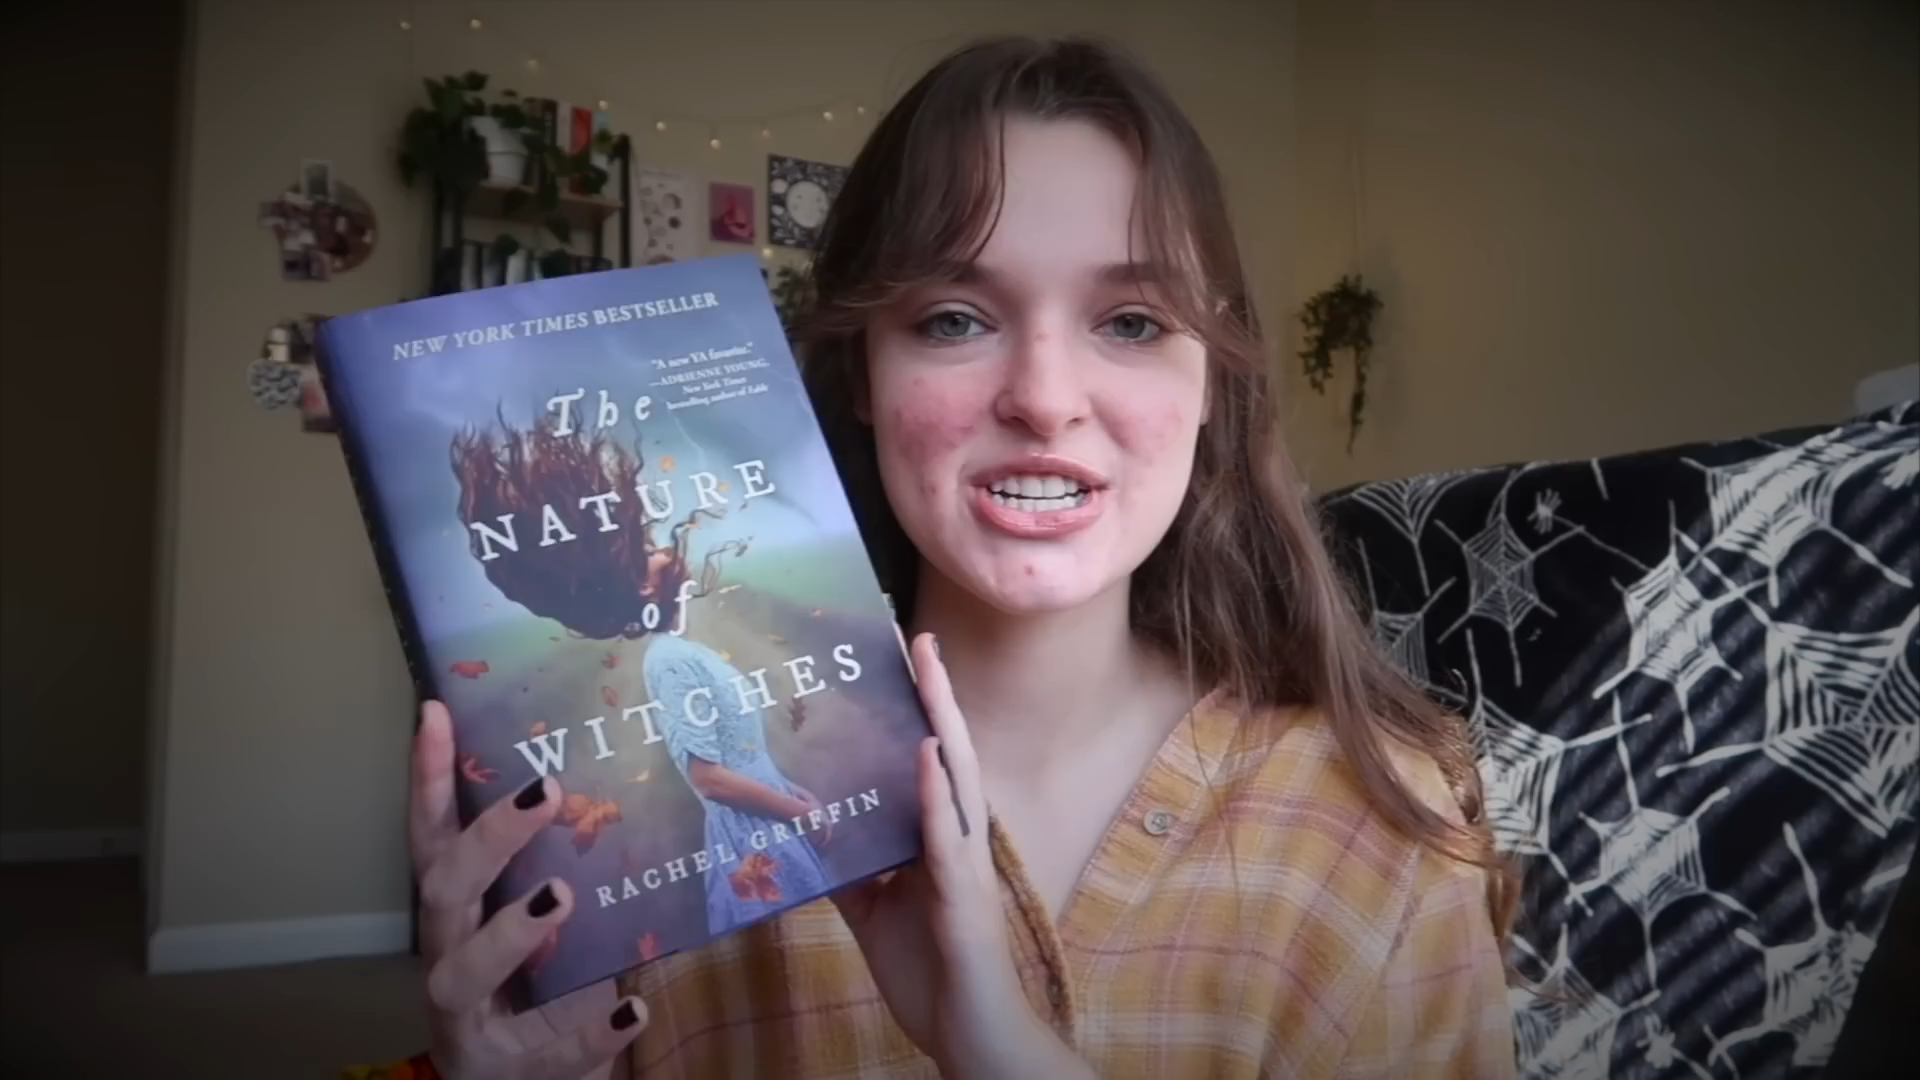 NEW YORK TIMES BESTSELLER
"A new YA favorite."
—ADRIENNE YOUNG,
New York Times
bestselling author of Fable
The
NATURE
of
WITCHES
RACHEL GRIFFIN